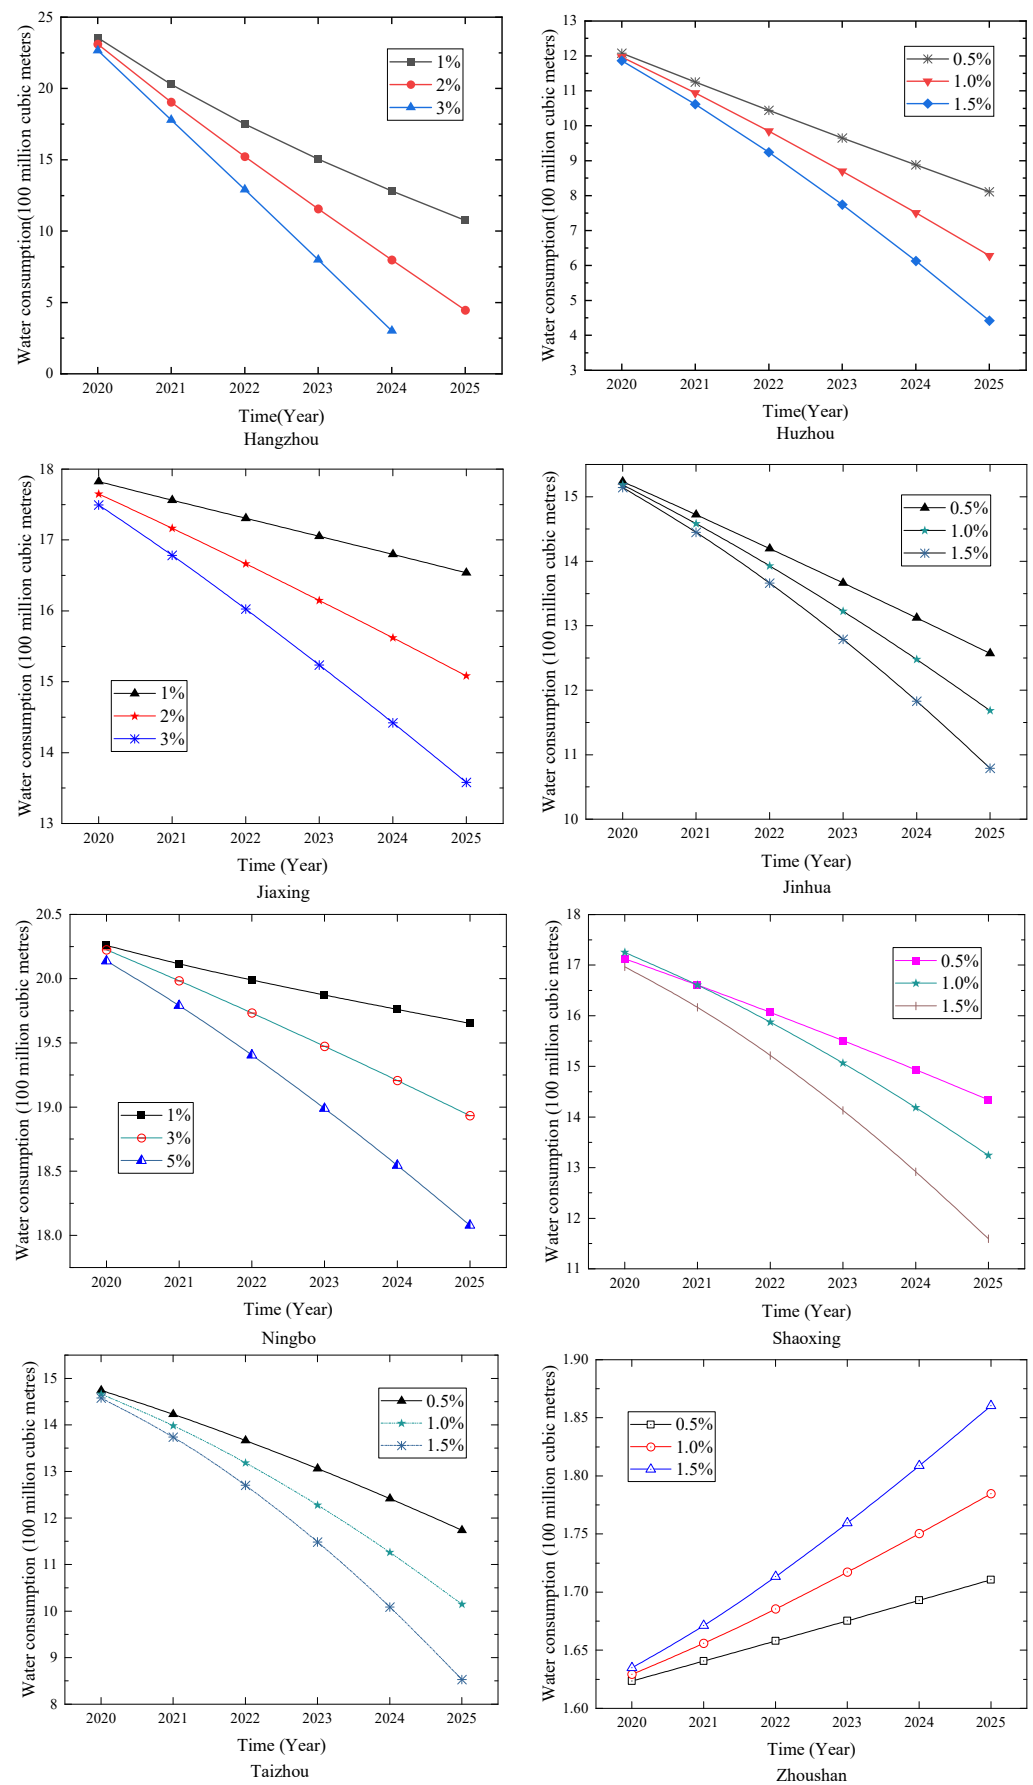 Water consumption(100 million cubic meters)
25
20
15
10
5
0
1%
2%
3%
2020 2021 2022 2023 2024 2025
Time(Year)
Hangzhou
Water consumption(100 million cubic meters)
13
12
11
10
9
8
7
6
5
4
3
0.5%
1.0%
1.5%
2020 2021 2022 2023 2024 2025
Time(Year)
Huzhou
Water consumption (100 million cubic metres)
18
17
16
15
14
13
1%
2%
3%
2020 2021 2022 2023 2024 2025
Time (Year)
Jiaxing
Water consumption (100 million cubic metres)
15
14
13
12
11
10
0.5%
1.0%
1.5%
2020 2021 2022 2023 2024 2025
Time (Year)
Jinhua
Water consumption (100 million cubic metres)
20.5
20.0
19.5
19.0
18.5
18.0
1%
3%
5%
2020 2021 2022 2023 2024 2025
Time (Year)
Ningbo
Water consumption (100 million cubic metres)
18
17
16
15
14
13
12
11
0.5%
1.0%
1.5%
2020 2021 2022 2023 2024 2025
Time (Year)
Shaoxing
Water consumption (100 million cubic metres)
15
14
13
12
11
10
9
8
0.5%
1.0%
1.5%
2020 2021 2022 2023 2024 2025
Time (Year)
Taizhou
Water consumption (100 million cubic metres)
1.90
1.85
1.80
1.75
1.70
1.65
1.60
0.5%
1.0%
1.5%
2020 2021 2022 2023 2024 2025
Time (Year)
Zhoushan